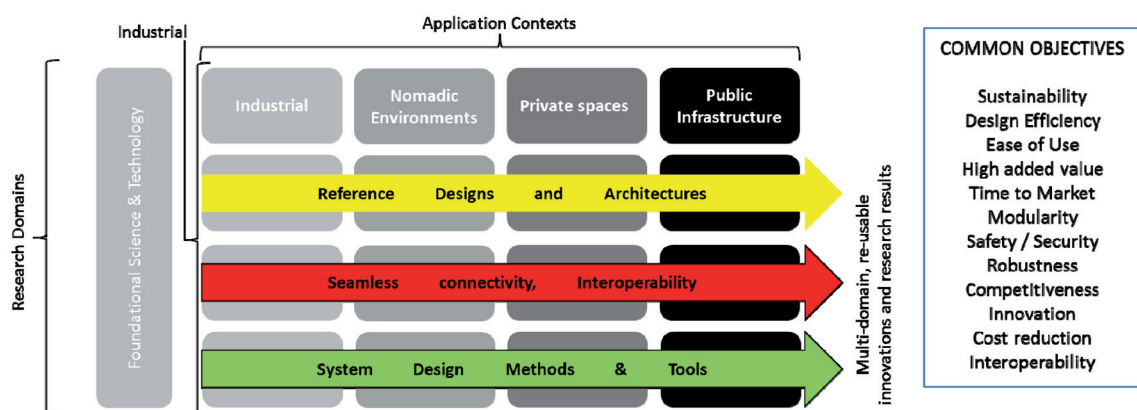 Application Contexts
Industrial
Research Domains
Foundational Science & Technology
Industrial
Nomadic
Environments
Private spaces
Public
Infrastructure
Reference Designs and Architectures
Seamless connectivity, Interoperability
System Design Methods & Tools
Multi-domain, re-usable
innovations and research results
COMMON OBJECTIVES
Sustainability
Design Efficiency
Ease of Use
High added value
Time to Market
Modularity
Safety / Security
Robustness
Competitiveness
Innovation
Cost reduction
Interoperability